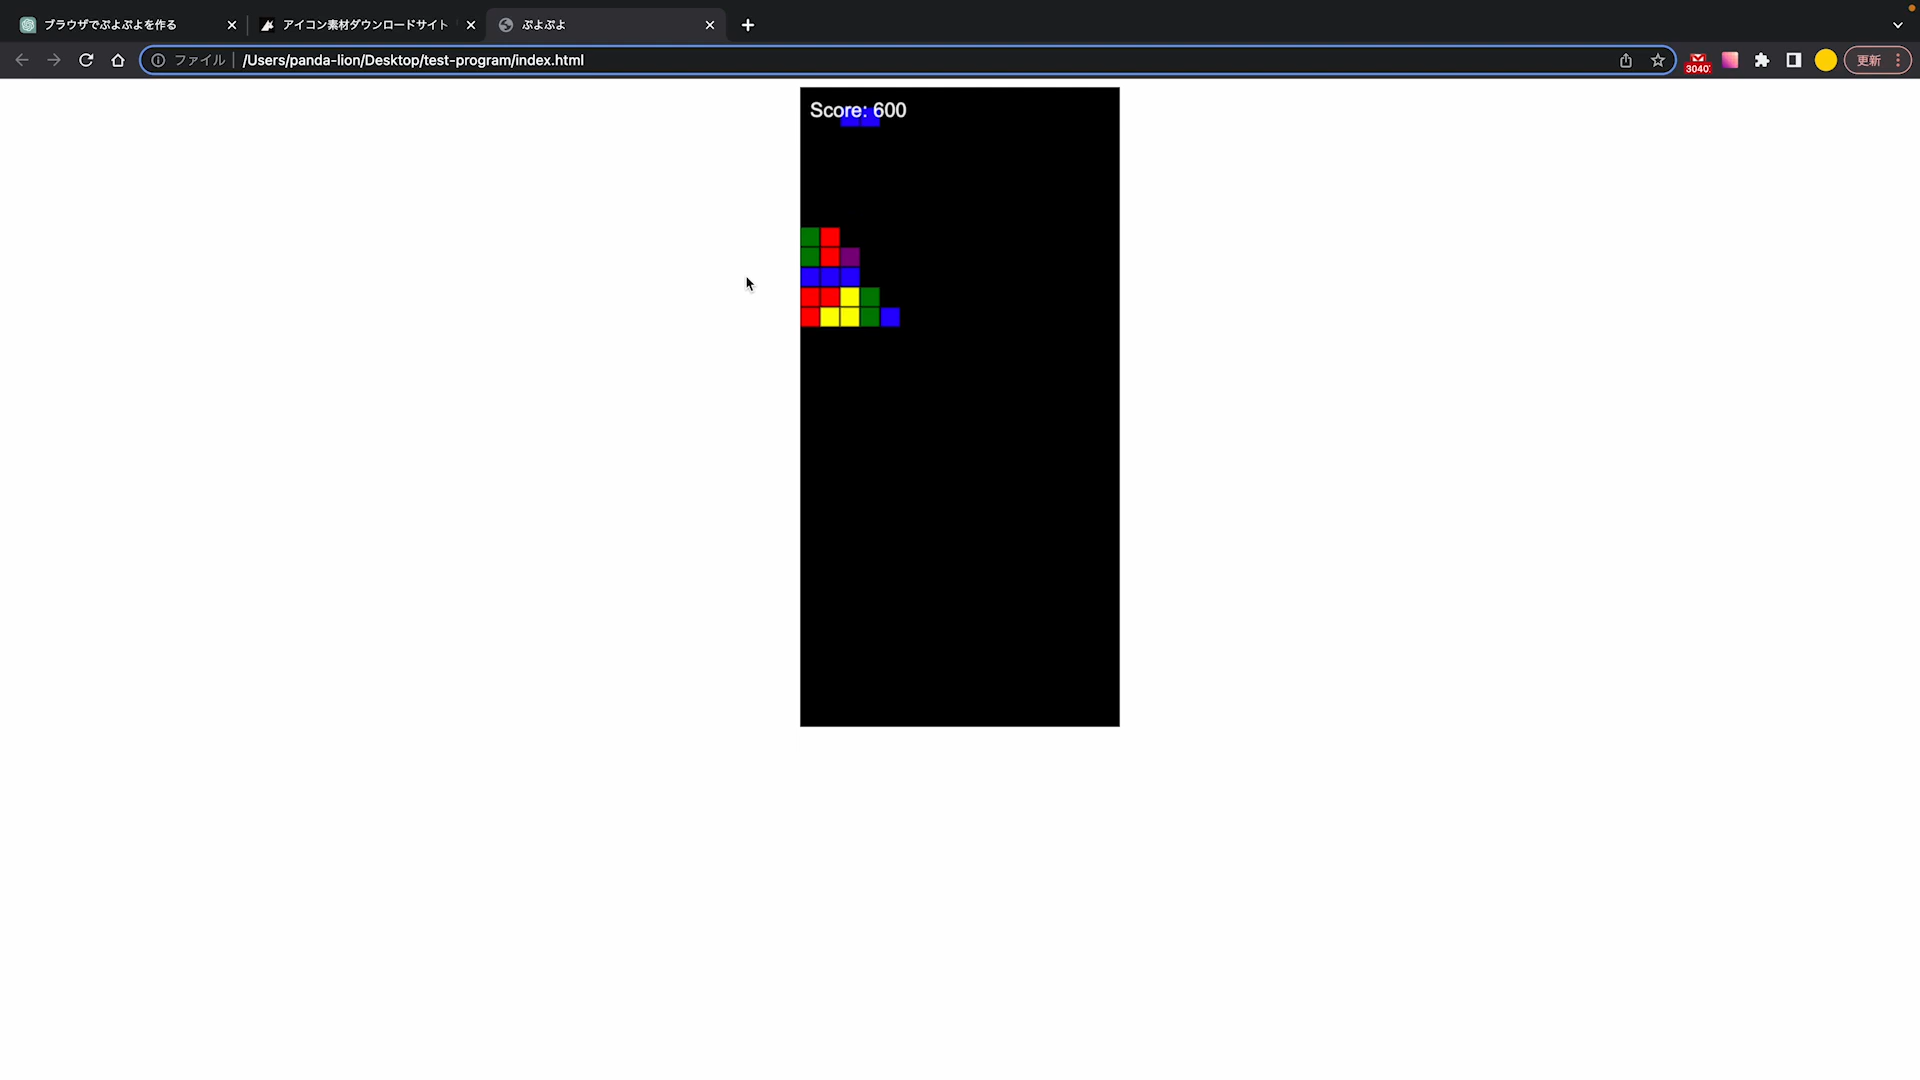 ブラウザでぷよぷよを作る
アイコン素材ダウンロードサイト
ぷよぷよ
ファイル
/Users/panda-lion/Desktop/test-program/index.html
3040
更新
Score: 600